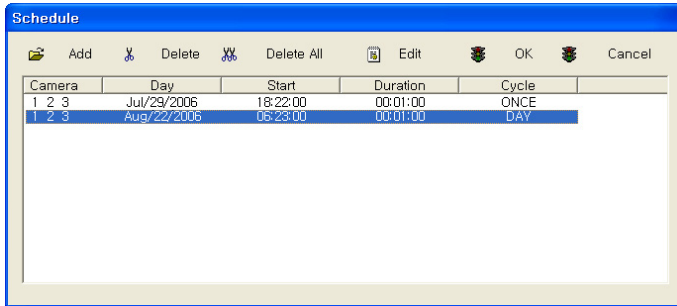 Schedule
Add Delete Delete All Edit OK Cancel
Camera Day Start Duration Cycle
1 2 3 Jul/29/2006 18:22:00 00:01:00 ONCE
1 2 3 Aug/22/2006 06:23:00 00:01:00 DAY